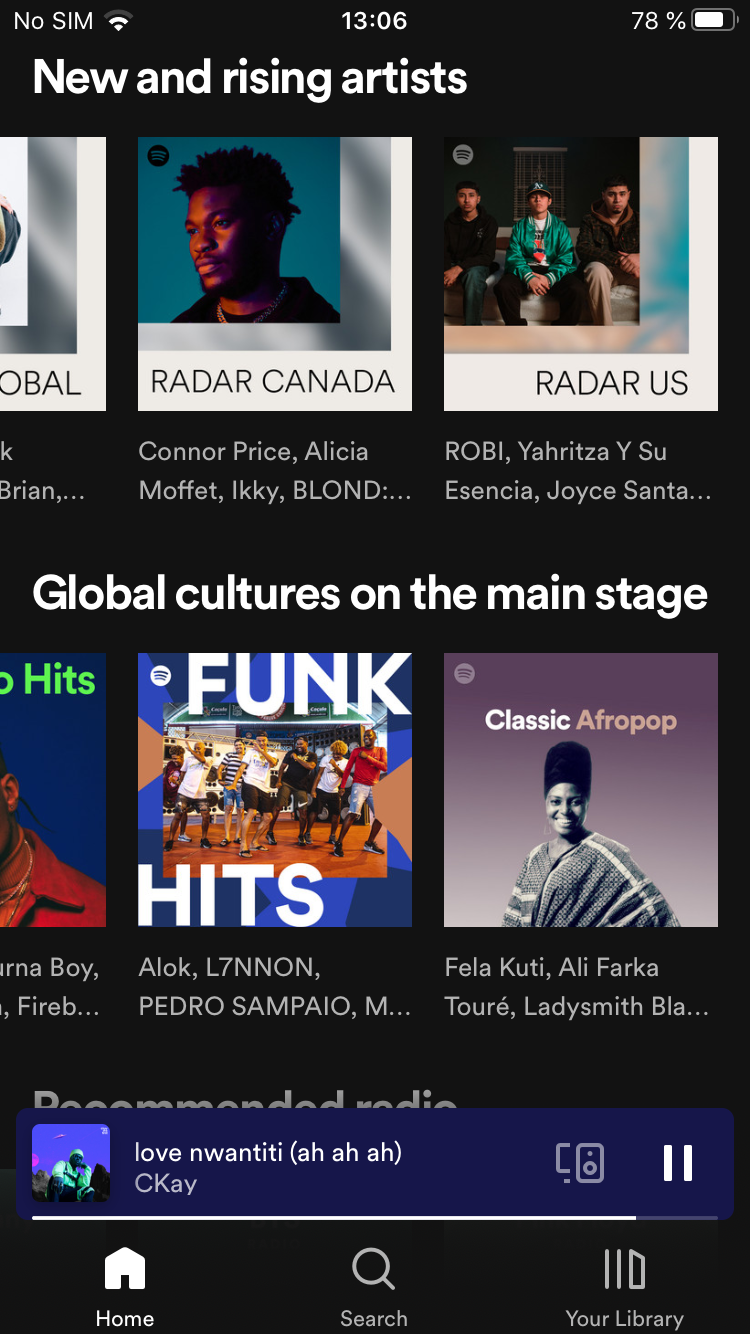 No SIM 13:06 78 %
New and rising artists
OBAL
RADAR CANADA
RADAR US
k
Brian,...
Connor Price, Alicia
Moffet, Ikky, BLOND:...
ROBI, Yahritza Y Su
Esencia, Joyce Santa...
Global cultures on the main stage
o Hits
FUNK
HITS
Classic Afropop
urna Boy,
, Fireb...
Alok, L7NNON,
PEDRO SAMPAIO, M...
Fela Kuti, Ali Farka
Touré, Ladysmith Bla...
Recommended radio
love nwantiti (ah ah ah)
CKay
Home
Search
Your Library